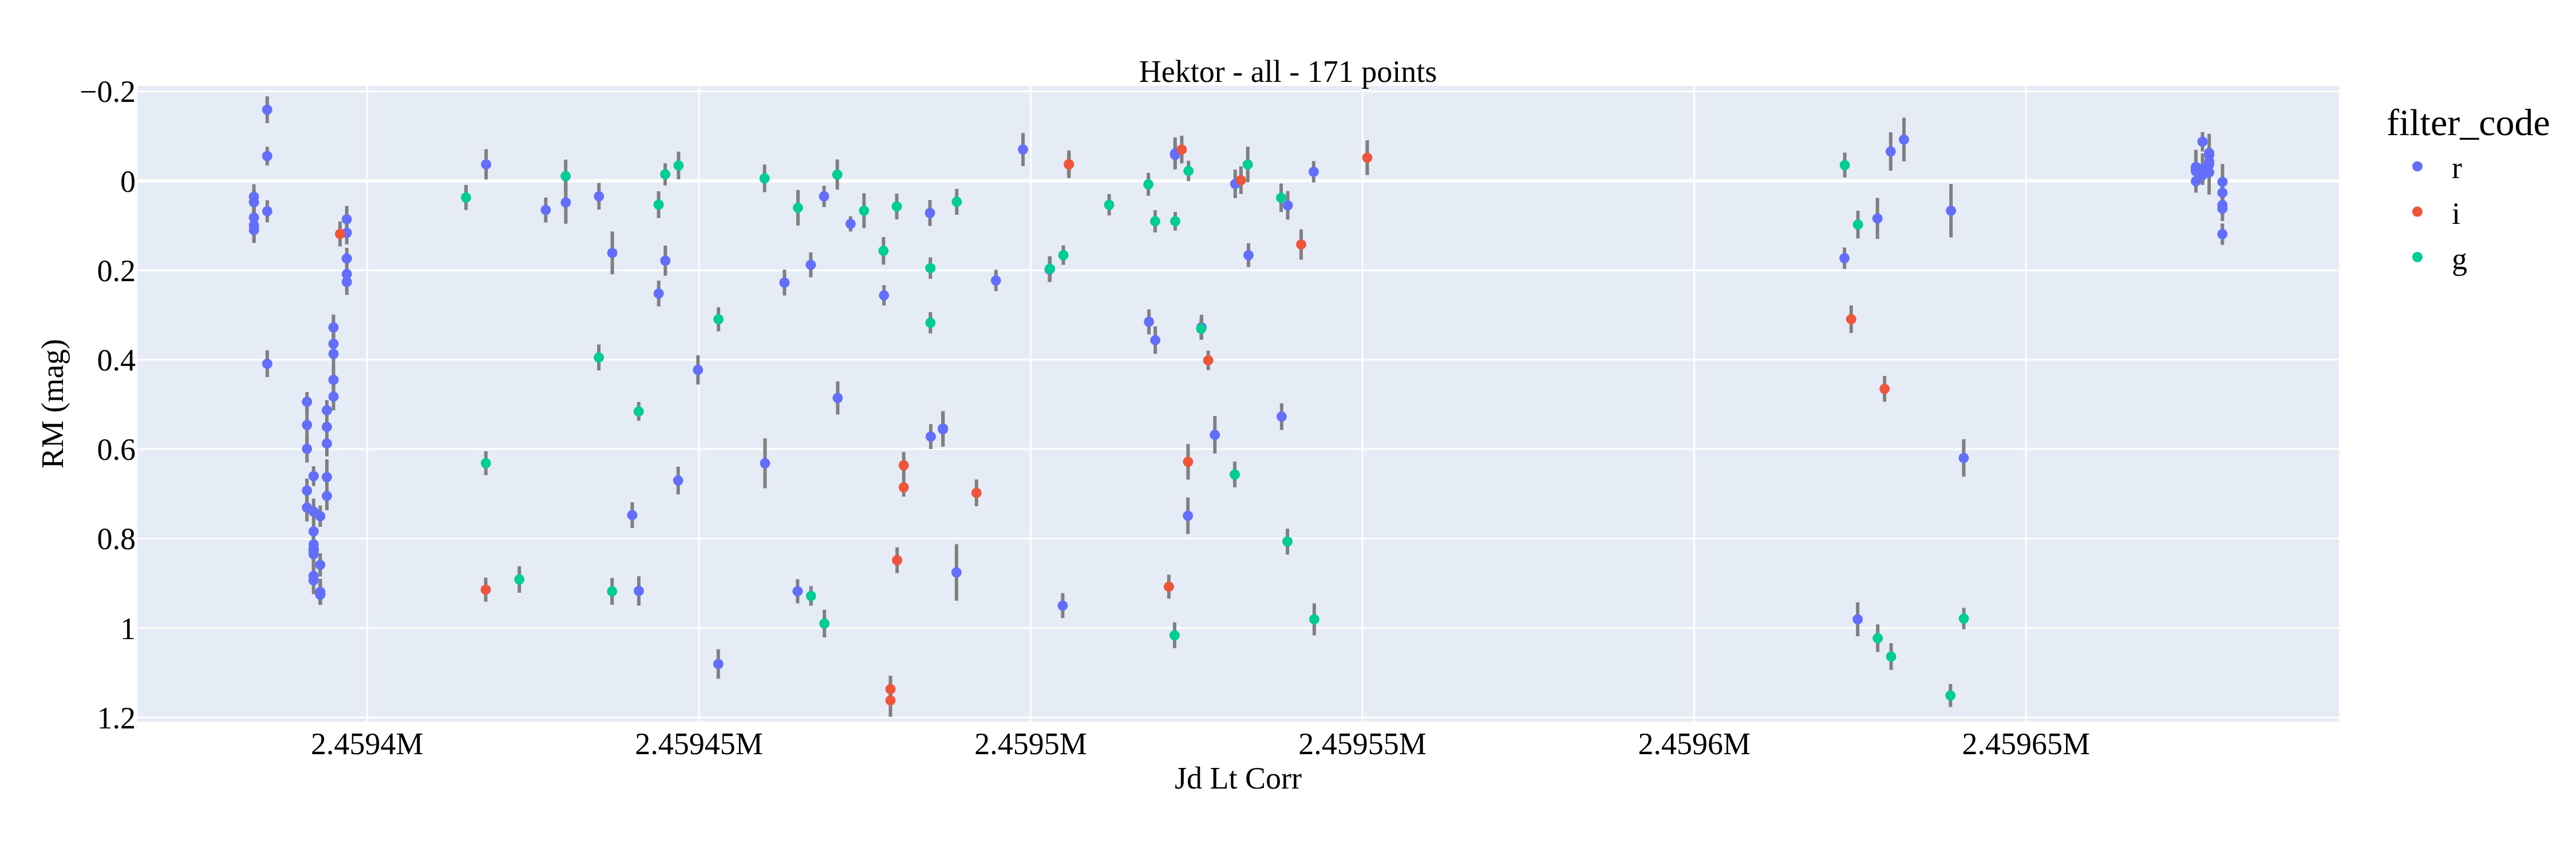 Hektor - all - 171 points
−0.2
0
0.2
0.4
0.6
0.8
1
1.2
RM (mag)
2.4594M
2.45945M
2.4595M
2.45955M
2.4596M
2.45965M
Jd Lt Corr
filter_code
r
i
g